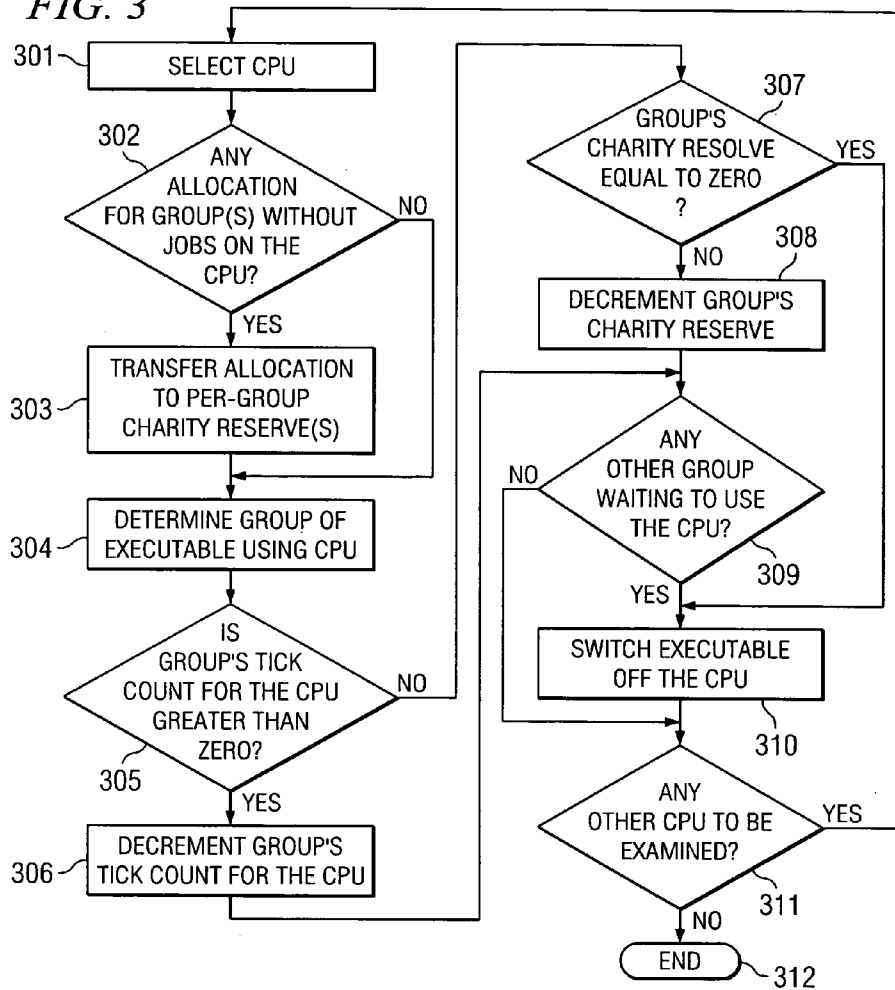 FIG. 3
301
SELECT CPU
302
ANY
ALLOCATION
FOR GROUP(S) WITHOUT
JOBS ON THE
CPU?
NO
YES
303
TRANSFER ALLOCATION
TO PER-GROUP
CHARITY RESERVE(S)
304
DETERMINE GROUP OF
EXECUTABLE USING CPU
IS
GROUP'S TICK
COUNT FOR THE CPU
GREATER THAN
ZERO?
NO
305
YES
306
DECREMENT GROUP'S
TICK COUNT FOR THE CPU
307
GROUP'S
CHARITY RESOLVE
EQUAL TO ZERO
?
YES
NO
308
DECREMENT GROUP'S
CHARITY RESERVE
ANY
OTHER GROUP
WAITING TO USE
THE CPU?
NO
309
YES
SWITCH EXECUTABLE
OFF THE CPU
310
ANY
OTHER CPU TO BE
EXAMINED?
YES
311
NO
END
312